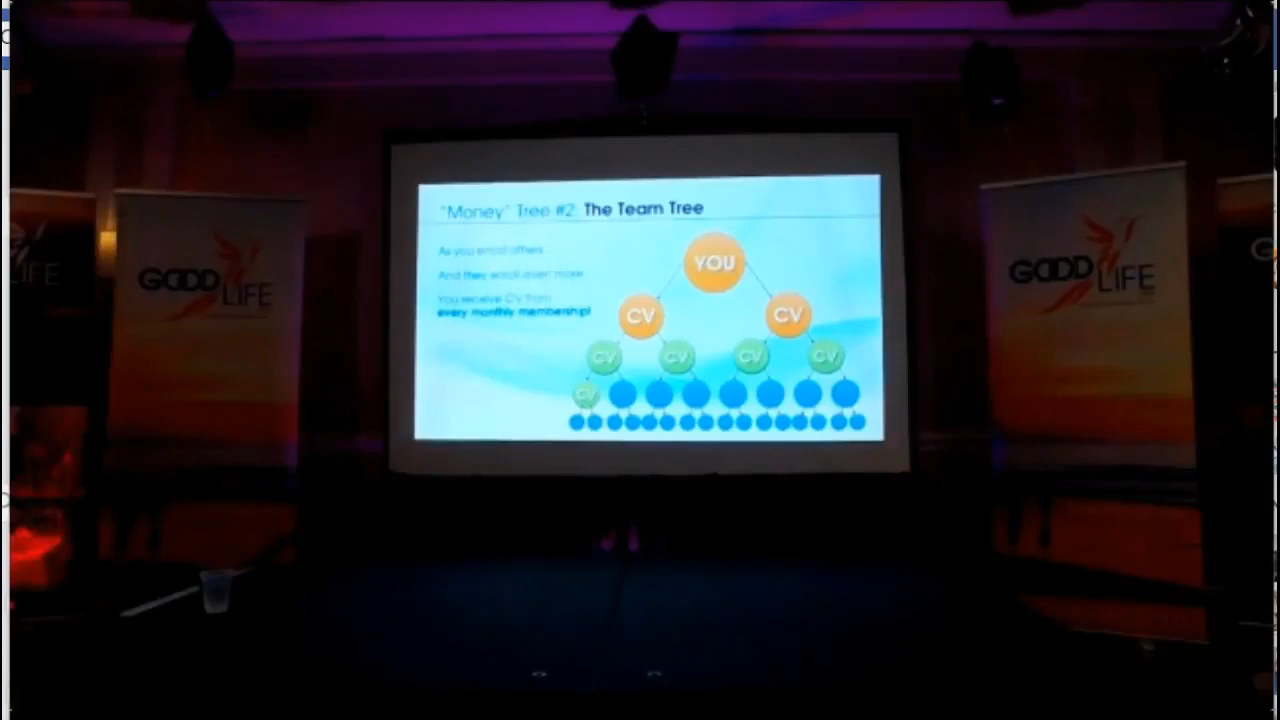 "Money" Tree #2: The Team Tree
As you enroll others
And they enroll even more
You receive CV from
every monthly membership!
YOU
CV CV
CV CV CV CV
CV
GOOD
LIFE
GOOD
LIFE
LIFE
G